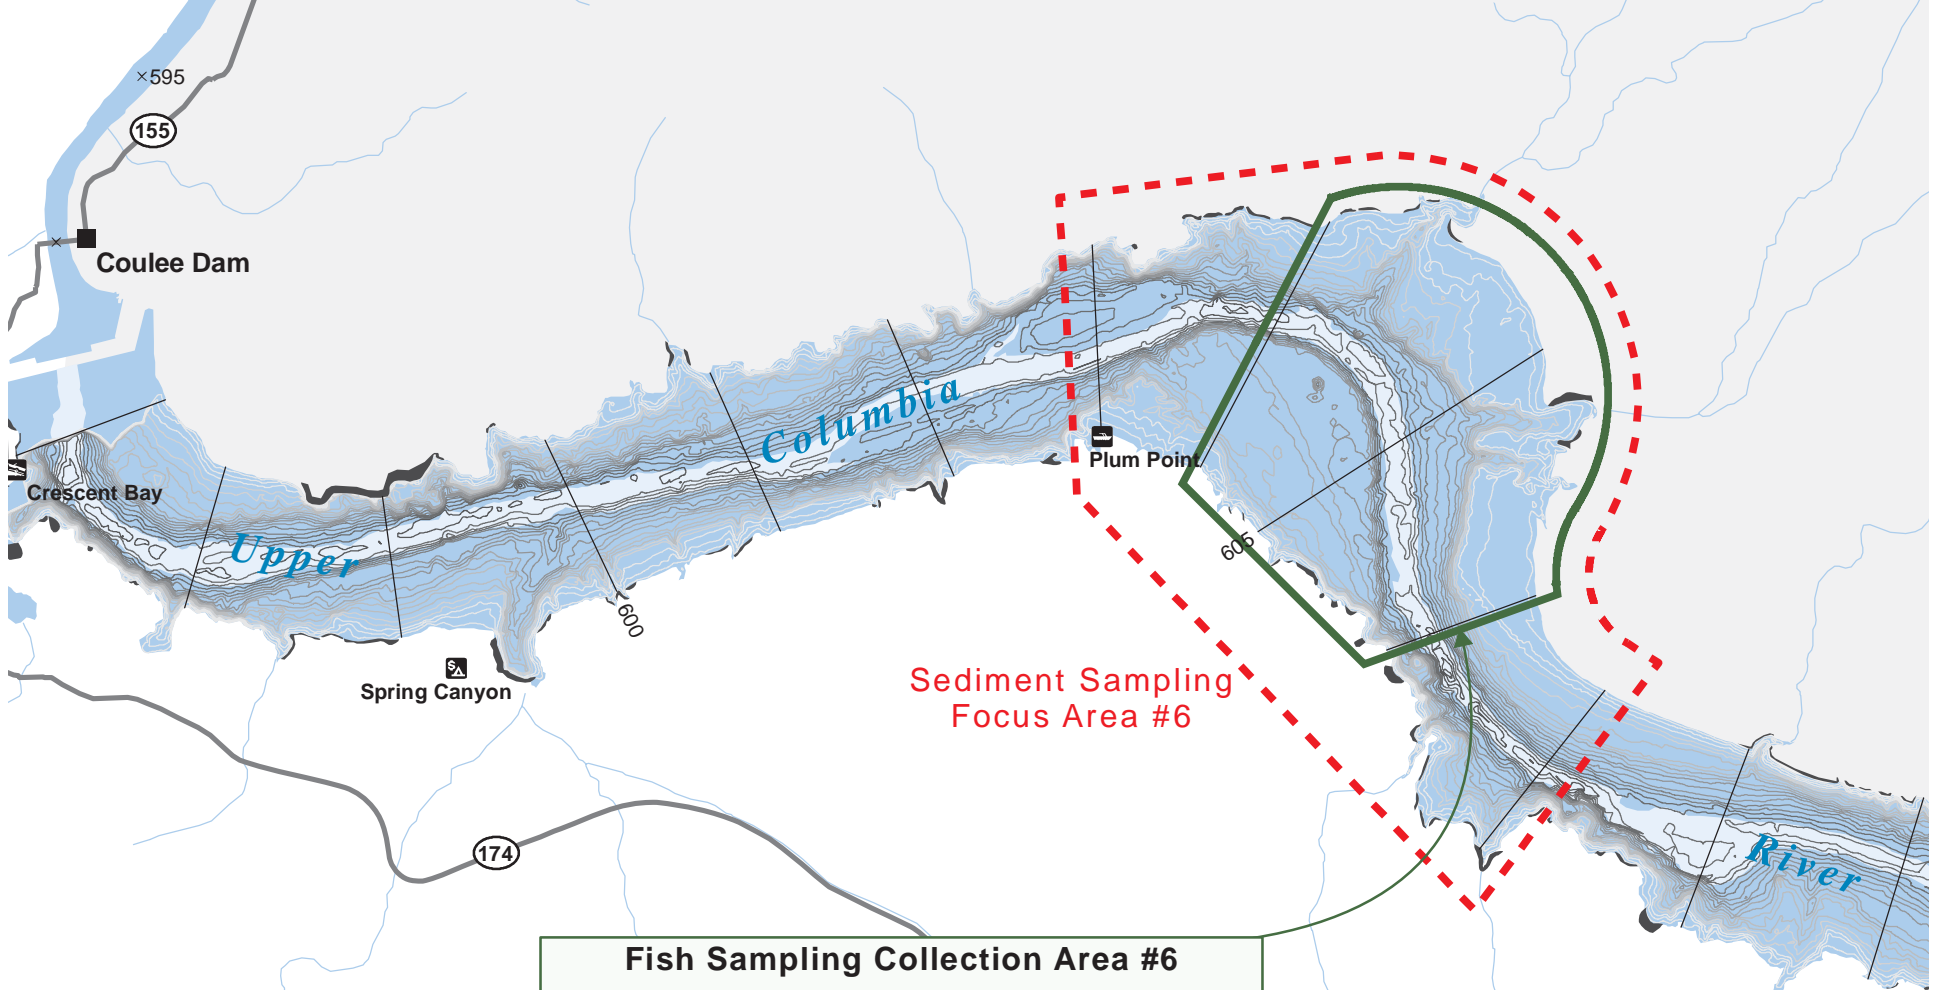 ×595
155
Coulee Dam
Columbia
Plum Point
Crescent Bay
Upper
605
600
$
Spring Canyon
Sediment Sampling
Focus Area #6
174
River
Fish Sampling Collection Area #6